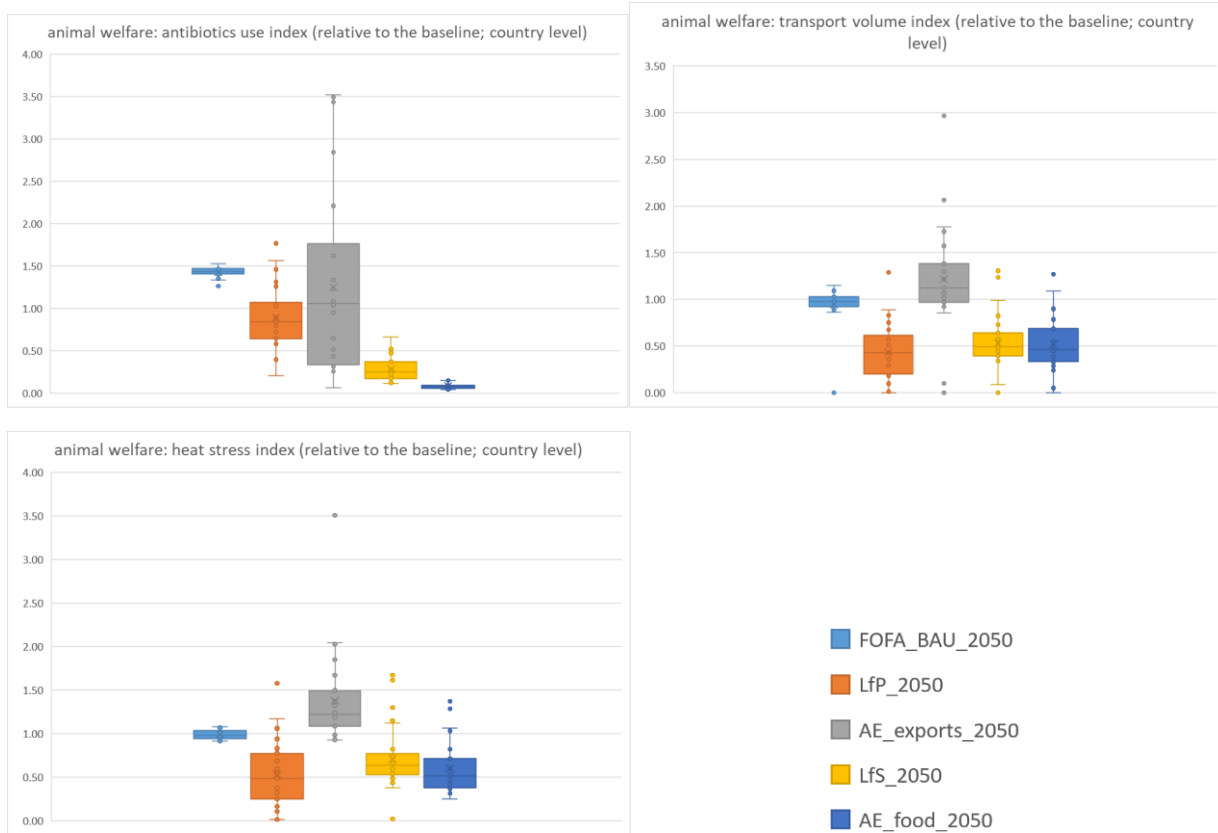 animal welfare: antibiotics use index (relative to the baseline; country level)
4.00
3.50
3.00
2.50
2.00
1.50
1.00
0.50
0.00
animal welfare: transport volume index (relative to the baseline; country
level)
3.50
3.00
2.50
2.00
1.50
1.00
0.50
0.00
animal welfare: heat stress index (relative to the baseline; country level)
4.00
3.50
3.00
2.50
2.00
1.50
1.00
0.50
0.00
FOFA_BAU_2050
LfP_2050
AE_exports_2050
LfS_2050
AE_food_2050